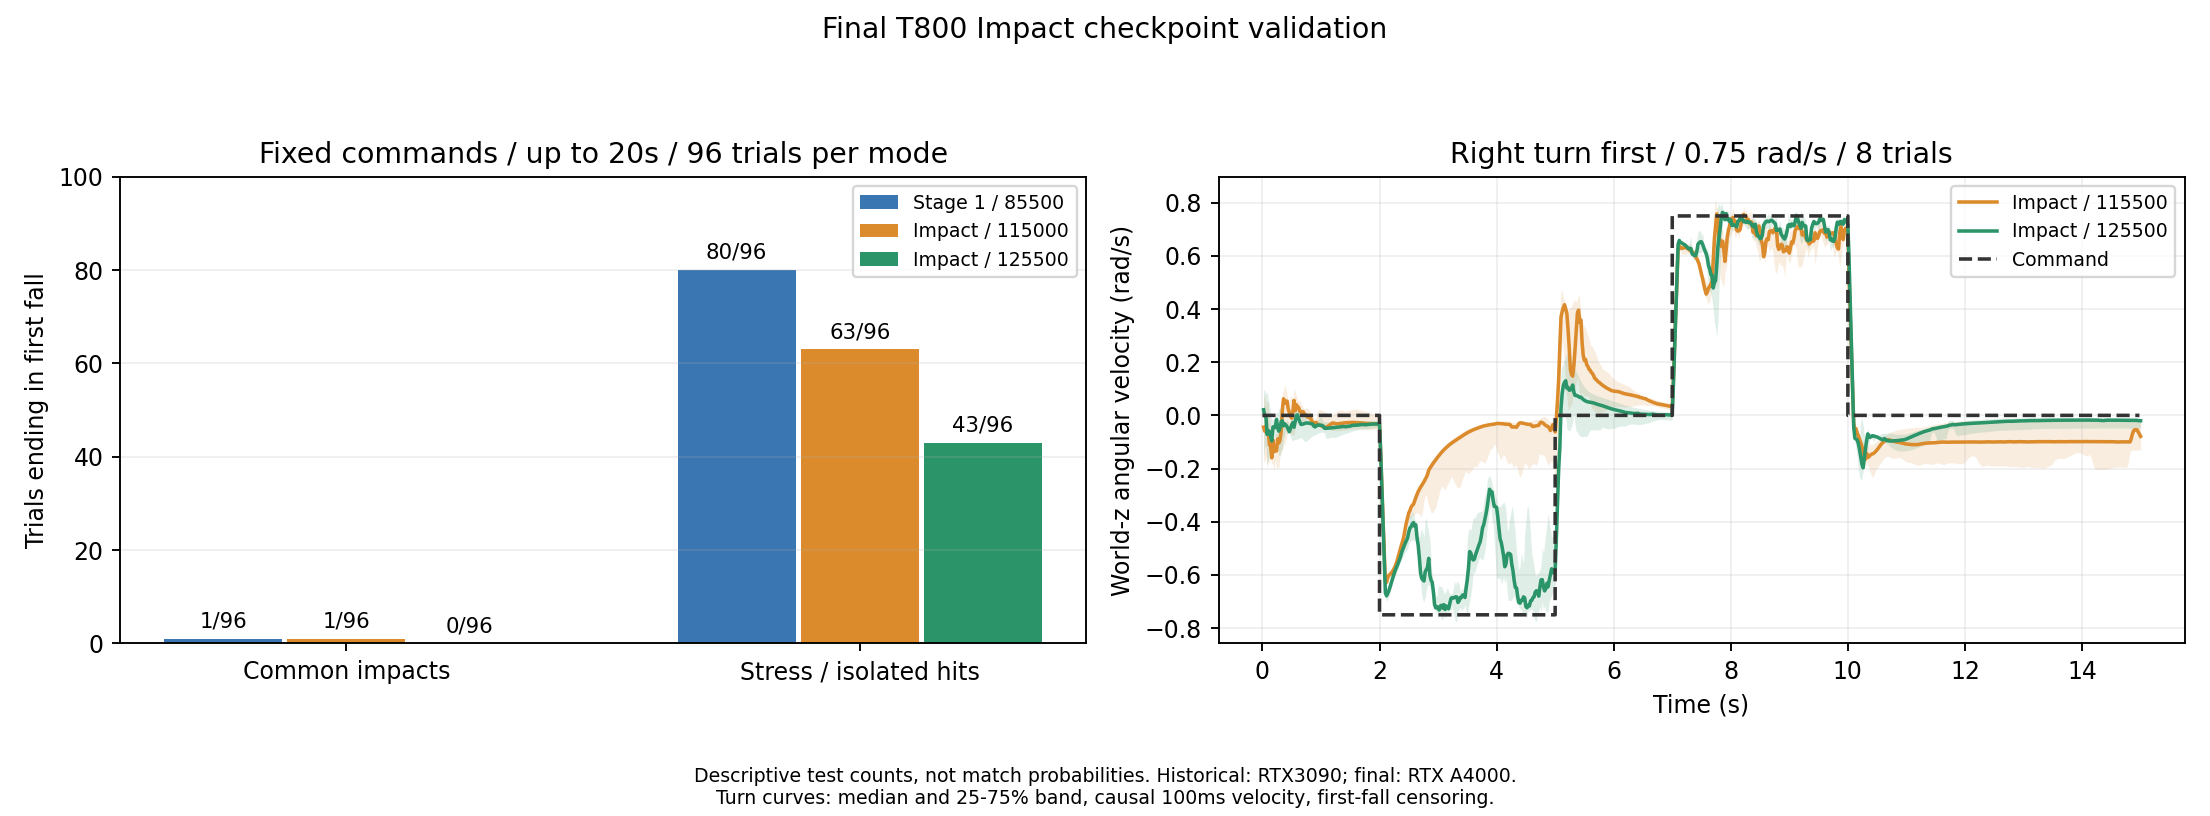 Final T800 Impact checkpoint validation
Fixed commands / up to 20s / 96 trials per mode
Trials ending in first fall
100
80
60
40
20
0
Stage 1 / 85500
Impact / 115000
Impact / 125500
80/96
63/96
43/96
1/96
1/96
0/96
Common impacts
Stress / isolated hits
Right turn first / 0.75 rad/s / 8 trials
World-z angular velocity (rad/s)
0.8
0.6
0.4
0.2
0.0
−0.2
−0.4
−0.6
−0.8
Impact / 115500
Impact / 125500
Command
0
2
4
6
8
10
12
14
Time (s)
Descriptive test counts, not match probabilities. Historical: RTX3090; final: RTX A4000.
Turn curves: median and 25-75% band, causal 100ms velocity, first-fall censoring.